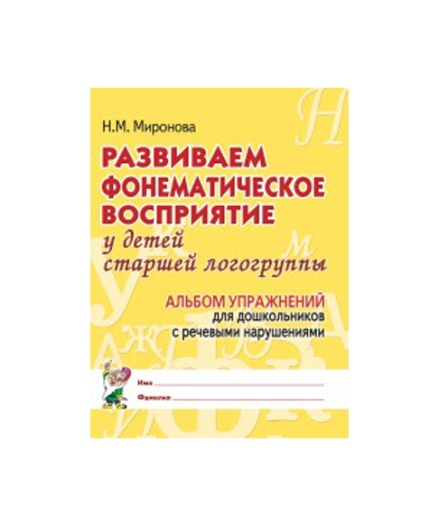 Н.М. Миронова
РАЗВИВАЕМ
ФОНЕМАТИЧЕСКОЕ
ВОСПРИЯТИЕ
у детей
старшей логогруппы
АЛЬБОМ УПРАЖНЕНИЙ
для дошкольников
с речевыми нарушениями
Имя
Фамилия